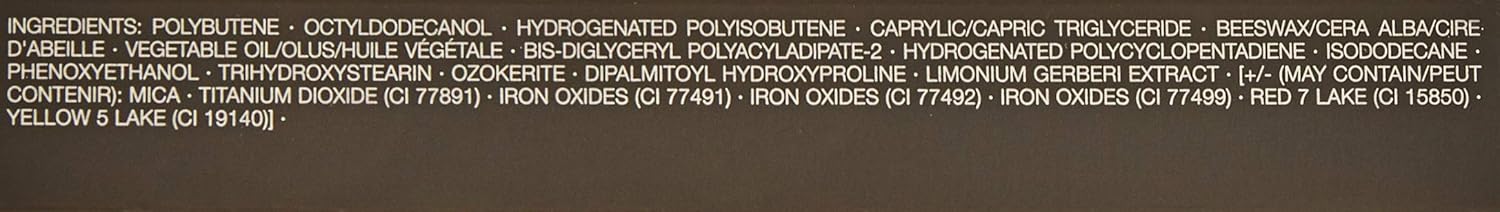 INGREDIENTS: POLYBUTENE · OCTYLDODECANOL · HYDROGENATED POLYISOBUTENE · CAPRYLIC/CAPRIC TRIGLYCERIDE · BEESWAX/CERA ALBA/CIRE
D'ABEILLE · VEGETABLE OIL/OLUS/HUILE VÉGÉTALE · BIS-DIGLYCERYL POLYACYLADIPATE-2 · HYDROGENATED POLYCYCLOPENTADIENE · ISODODECANE ·
PHENOXYETHANOL · TRIHYDROXYSTEARIN · OZOKERITE · DIPALMITOYL HYDROXYPROLINE · LIMONIUM GERBERI EXTRACT · [+/- (MAY CONTAIN/PEUT
CONTENIR): MICA · TITANIUM DIOXIDE (CI 77891) · IRON OXIDES (CI 77491) · IRON OXIDES (CI 77492) · IRON OXIDES (CI 77499) · RED 7 LAKE (CI 15850) ·
YELLOW 5 LAKE (CI 19140)] ·